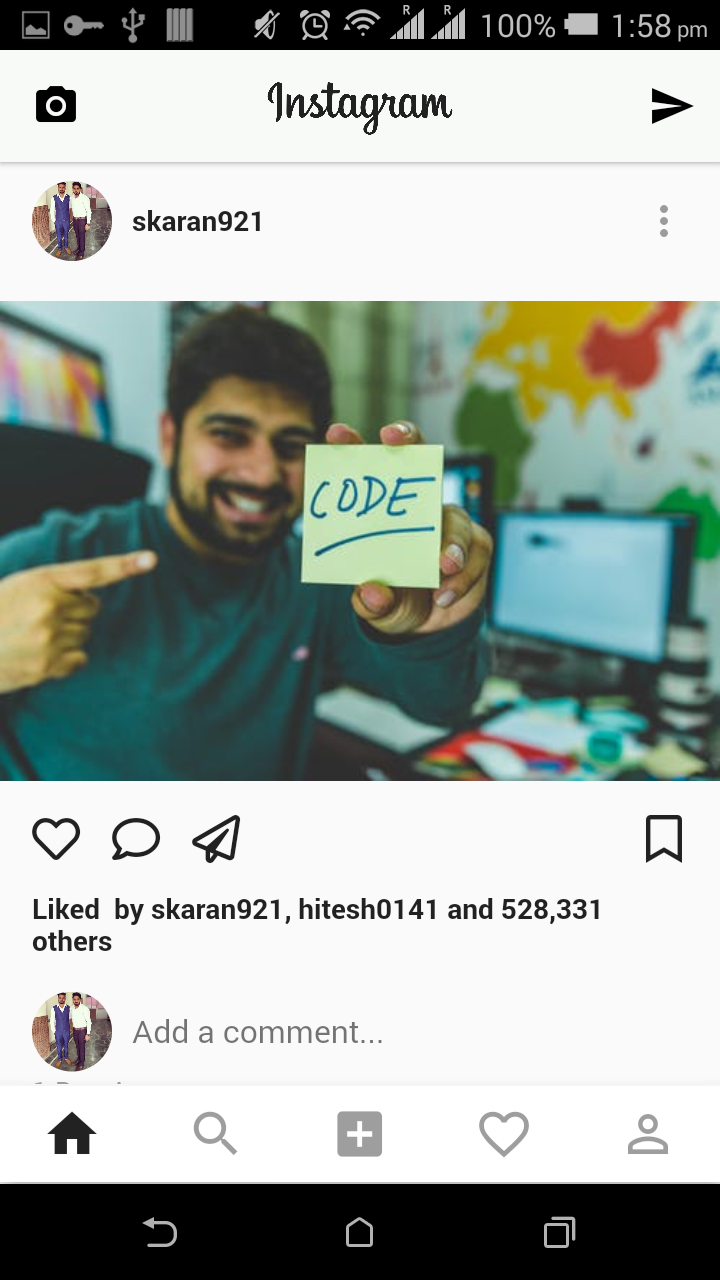 R R 100% 1:58 pm
Instagram
skaran921
CODE
Liked by skaran921, hitesh0141 and 528,331
others
Add a comment...